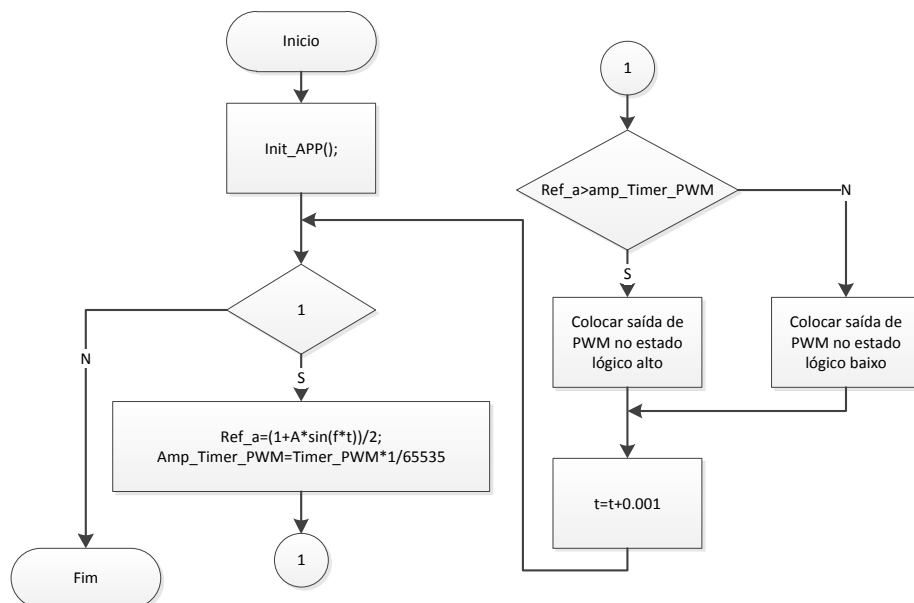 Inicio
Init_APP();
1
N
S
Ref_a=(1+A*sin(f*t))/2;
Amp_Timer_PWM=Timer_PWM*1/65535
1
Fim
1
Ref_a>amp_Timer_PWM
N
S
Colocar saída de
PWM no estado
lógico alto
Colocar saída de
PWM no estado
lógico baixo
t=t+0.001